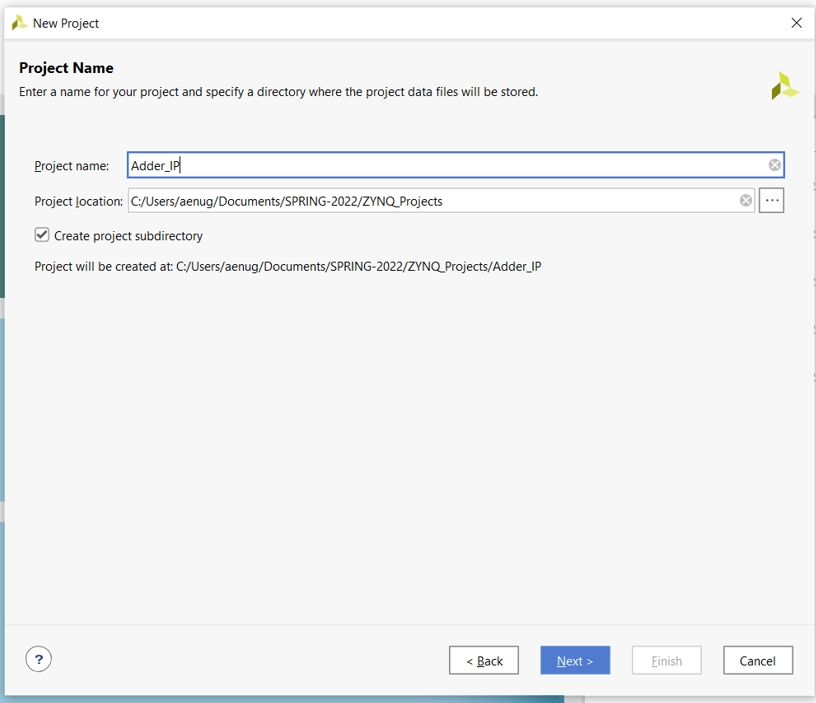 New Project
Project Name
Enter a name for your project and specify a directory where the project data files will be stored.
Project name: Adder_IP
Project location: C:/Users/aenug/Documents/SPRING-2022/ZYNQ_Projects ...
Create project subdirectory
Project will be created at: C:/Users/aenug/Documents/SPRING-2022/ZYNQ_Projects/Adder_IP
? < Back Next > Finish Cancel